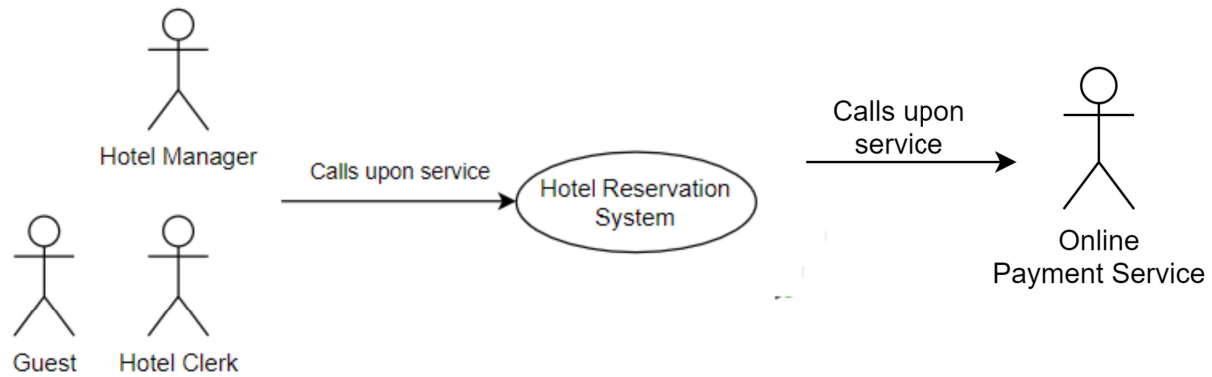 Hotel Manager
Guest
Hotel Clerk
Calls upon service
Hotel Reservation
System
Calls upon
service
Online
Payment Service